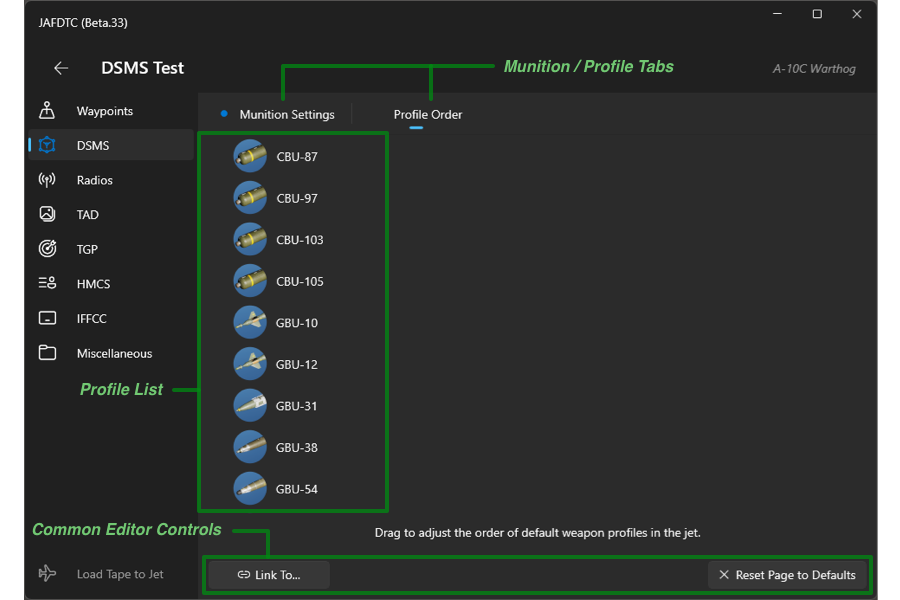 JAFDTC (Beta.33)
DSMS Test
Munition / Profile Tabs
A-10C Warthog
Waypoints
DSMS
Radios
TAD
TGP
HMCS
IFFCC
Miscellaneous
Profile List
Munition Settings
Profile Order
CBU-87
CBU-97
CBU-103
CBU-105
GBU-10
GBU-12
GBU-31
GBU-38
GBU-54
Common Editor Controls
Drag to adjust the order of default weapon profiles in the jet.
Load Tape to Jet
Link To...
Reset Page to Defaults